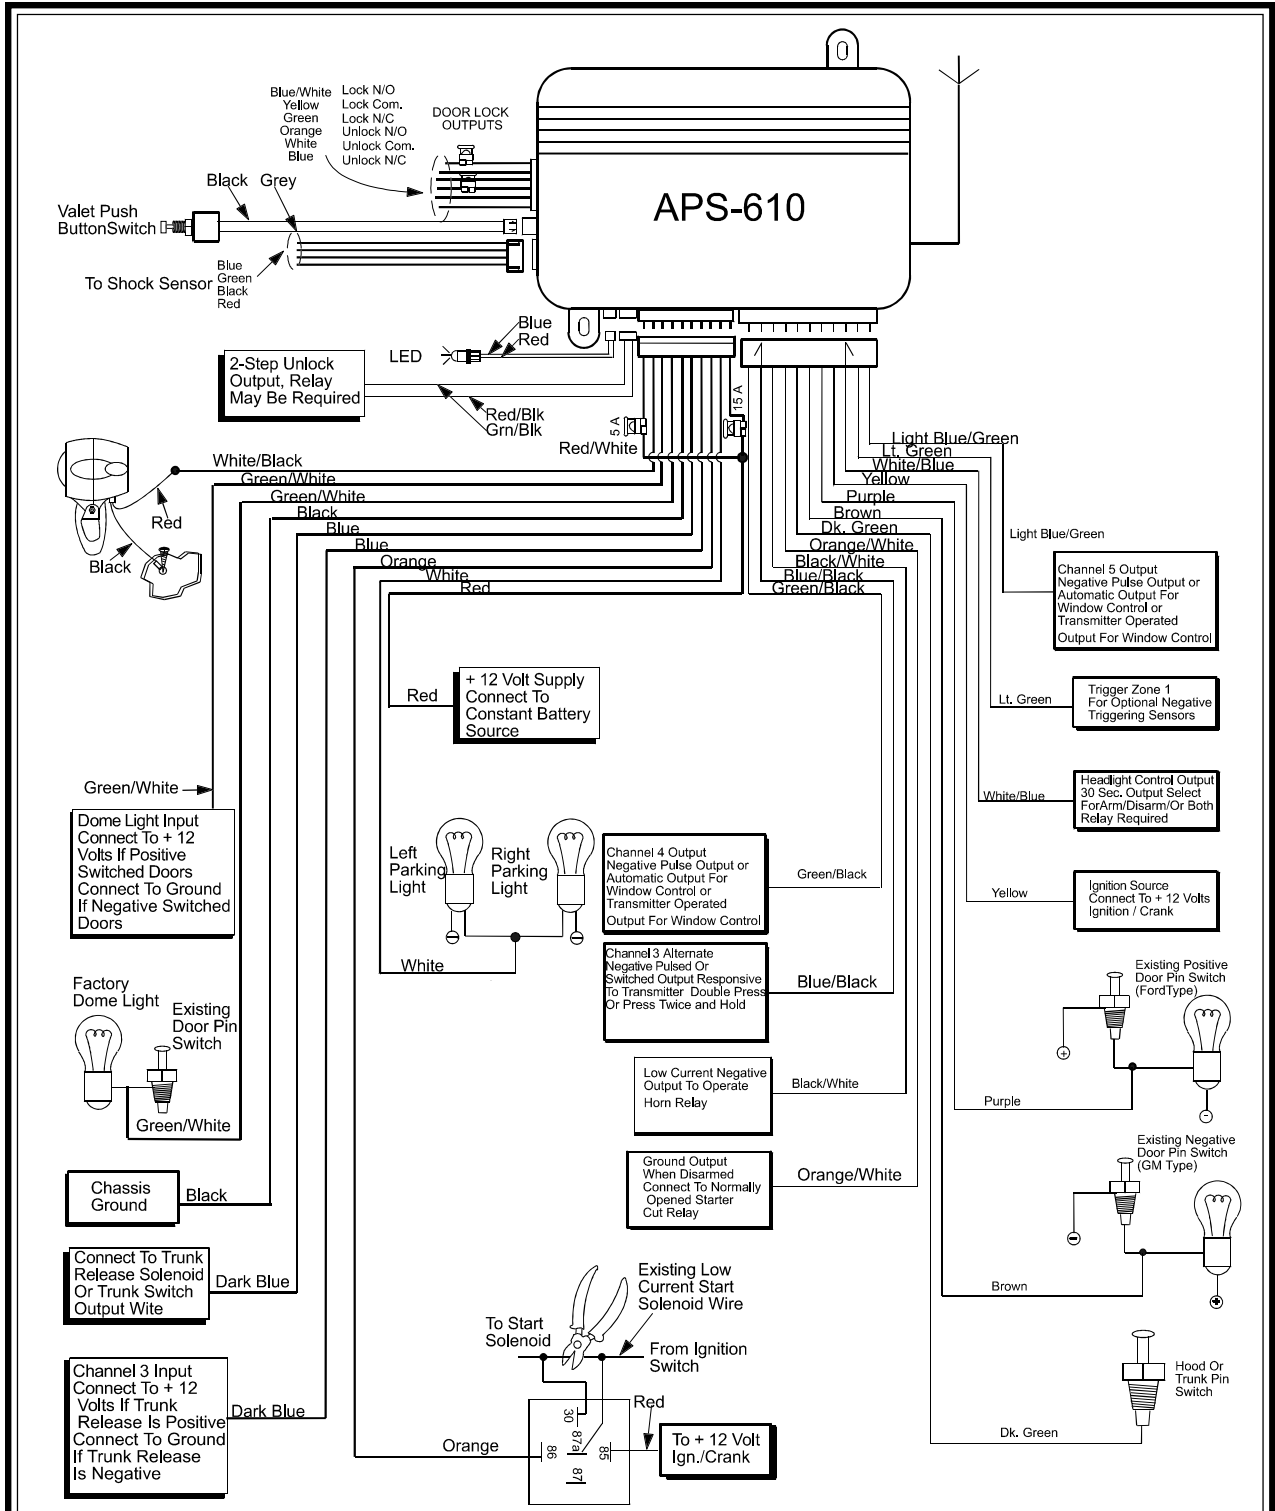 Blue/White Lock N/O
Yellow Lock Com.
Green Lock N/C
Orange Unlock N/O
White Unlock Com.
Blue Unlock N/C
DOOR LOCK
OUTPUTS
Black Grey
Valet Push
ButtonSwitch
To Shock Sensor
Blue
Green
Black
Red
APS-610
LED
Blue
Red
2-Step Unlock
Output, Relay
May Be Required
Red/Blk
Grn/Blk
5 A
15 A
Red/White
White/Black
Green/White
Green/White
Black
Blue
Blue
Orange
White
Red
Red
Black
Light Blue/Green
Lt. Green
White/Blue
Yellow
Purple
Brown
Dk. Green
Orange/White
Black/White
Blue/Black
Green/Black
Light Blue/Green
Channel 5 Output
Negative Pulse Output or
Automatic Output For
Window Control or
Transmitter Operated
Output For Window Control
Red
+ 12 Volt Supply
Connect To
Constant Battery
Source
Lt. Green
Trigger Zone 1
For Optional Negative
Triggering Sensors
White/Blue
Headlight Control Output
30 Sec. Output Select
ForArm/Disarm/Or Both
Relay Required
Green/White
Dome Light Input
Connect To + 12
Volts If Positive
Switched Doors
Connect To Ground
If Negative Switched
Doors
Left
Parking
Light
Right
Parking
Light
White
Channel 4 Output
Negative Pulse Output or
Automatic Output For
Window Control or
Transmitter Operated
Output For Window Control
Green/Black
Yellow
Ignition Source
Connect To + 12 Volts
Ignition / Crank
Channel 3 Alternate
Negative Pulsed Or
Switched Output Responsive
To Transmitter Double Press
Or Press Twice and Hold
Blue/Black
Factory
Dome Light
Existing
Door Pin
Switch
Green/White
Existing Positive
Door Pin Switch
(FordType)
+
-
Purple
Low Current Negative
Output To Operate
Horn Relay
Black/White
Existing Negative
Door Pin Switch
(GM Type)
Brown
Ground Output
When Disarmed
Connect To Normally
Opened Starter
Cut Relay
Orange/White
Chassis
Ground
Black
Connect To Trunk
Release Solenoid
Or Trunk Switch
Output Wite
Dark Blue
Existing Low
Current Start
Solenoid Wire
To Start
Solenoid
From Ignition
Switch
Hood Or
Trunk Pin
Switch
Dk. Green
Channel 3 Input
Connect To + 12
Volts If Trunk
Release Is Positive
Connect To Ground
If Trunk Release
Is Negative
Dark Blue
Orange
30
87a
86
85
87
Red
To + 12 Volt
Ign./Crank